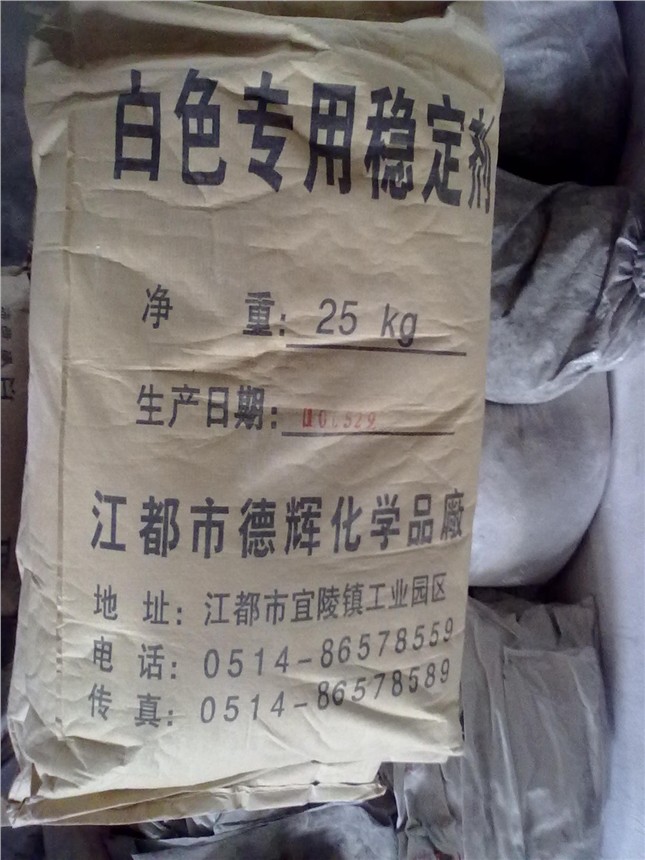 白色专用稳定剂
净 重: 25 kg
生产日期: 100529
江都市德辉化学品廠
地 址: 江都市宜陵镇工业园区
电 话: 0514-86578559
传 真: 0514-86578589